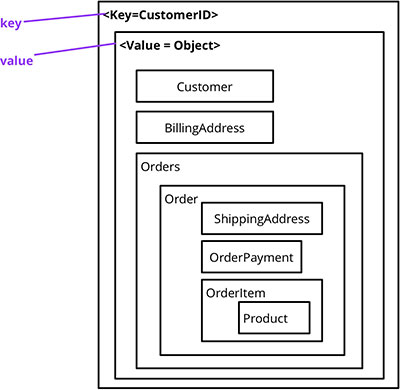 <Key=CustomerID>
key
<Value = Object>
value
Customer
BillingAddress
Orders
Order
ShippingAddress
OrderPayment
OrderItem
Product